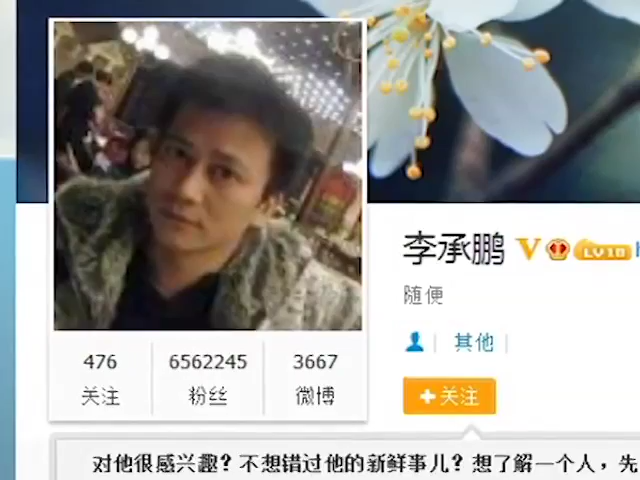 李承鹏 V LV10
随便
其他
476 6562245 3667
关注 粉丝 微博
+关注
对他很感兴趣？不想错过他的新鲜事儿？想了解一个人，先